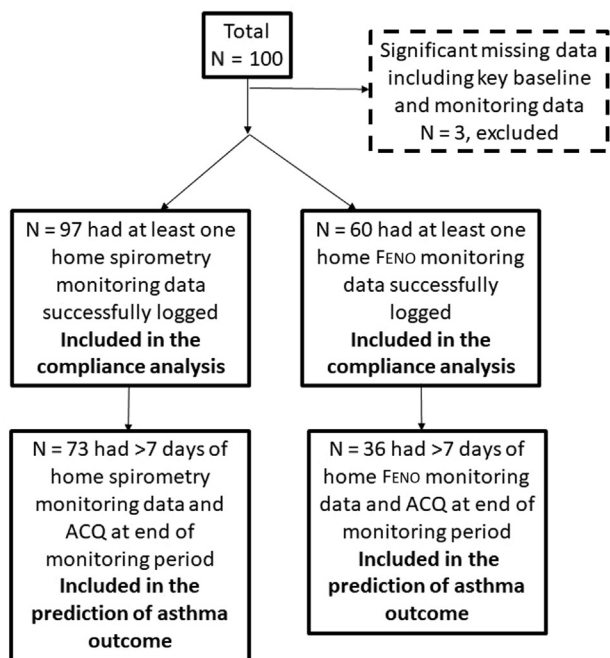 Total
N = 100
Significant missing data
including key baseline
and monitoring data
N = 3, excluded
N = 97 had at least one
home spirometry
monitoring data
successfully logged
Included in the
compliance analysis
N = 60 had at least one
home FENO monitoring
data successfully
logged
Included in the
compliance analysis
N = 73 had >7 days of
home spirometry
monitoring data and
ACQ at end of
monitoring period
Included in the
prediction of asthma
outcome
N = 36 had >7 days of
home FENO monitoring
data and ACQ at end of
monitoring period
Included in the
prediction of asthma
outcome